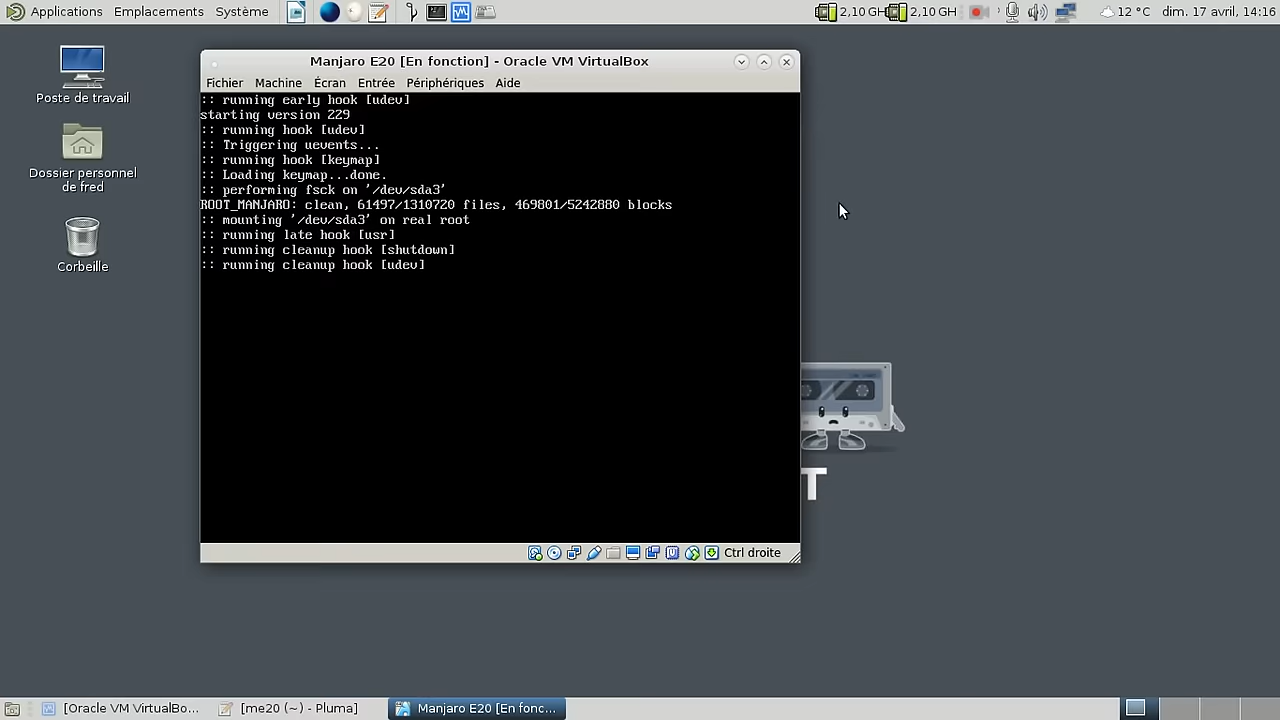 Applications Emplacements Système 2,10 GH 2,10 GH 12 °C dim. 17 avril, 14:16
Poste de travail
Dossier personnel
de fred
Corbeille
Manjaro E20 [En fonction] - Oracle VM VirtualBox
Fichier Machine Écran Entrée Périphériques Aide
:: running early hook [udev]
starting version 229
:: running hook [udev]
:: Triggering uevents...
:: running hook [keymap]
:: Loading keymap...done.
:: performing fsck on '/dev/sda3'
ROOT_MANJARO: clean, 61497/1310720 files, 469801/5242880 blocks
:: mounting '/dev/sda3' on real root
:: running late hook [usr]
:: running cleanup hook [shutdown]
:: running cleanup hook [udev]
T
Ctrl droite
[Oracle VM VirtualBo... [me20 (~) - Pluma] Manjaro E20 [En fonc...